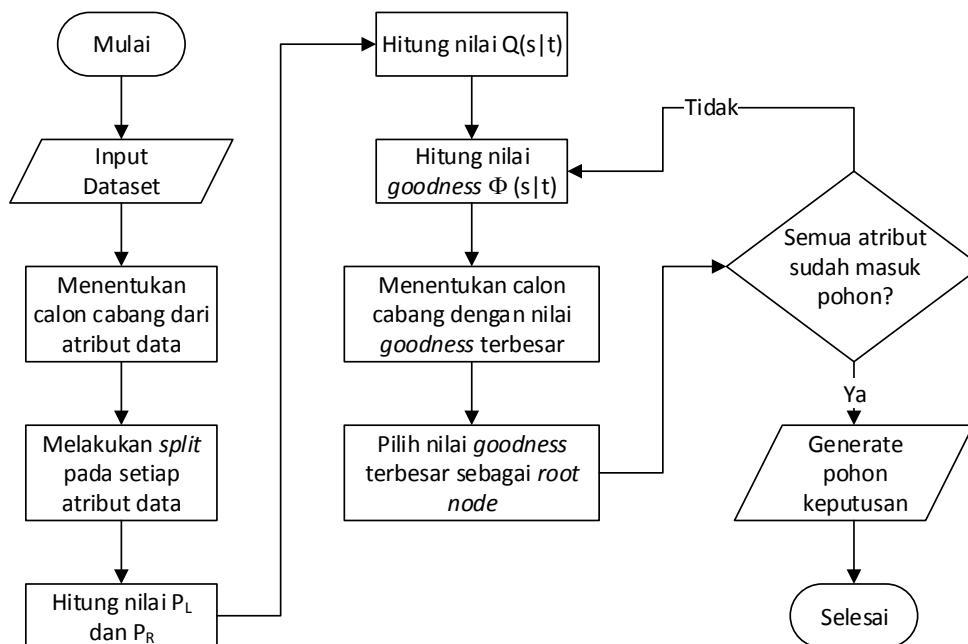 Mulai
Input
Dataset
Menentukan
calon cabang dari
atribut data
Melakukan split
pada setiap
atribut data
Hitung nilai P_L
dan P_R
Hitung nilai Q(s|t)
Hitung nilai
goodness Φ (s|t)
Menentukan calon
cabang dengan nilai
goodness terbesar
Pilih nilai goodness
terbesar sebagai root
node
Tidak
Semua atribut
sudah masuk
pohon?
Ya
Generate
pohon
keputusan
Selesai